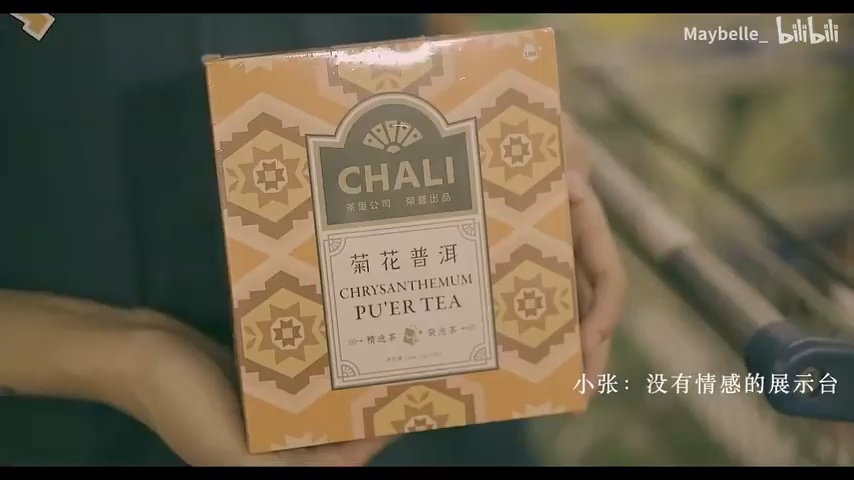 Maybelle_ bilibili
CHALI
茶里公司 荣誉出品
菊花普洱
CHRYSANTHEMUM
PU'ER TEA
精选茶 袋泡茶
小张：没有情感的展示台